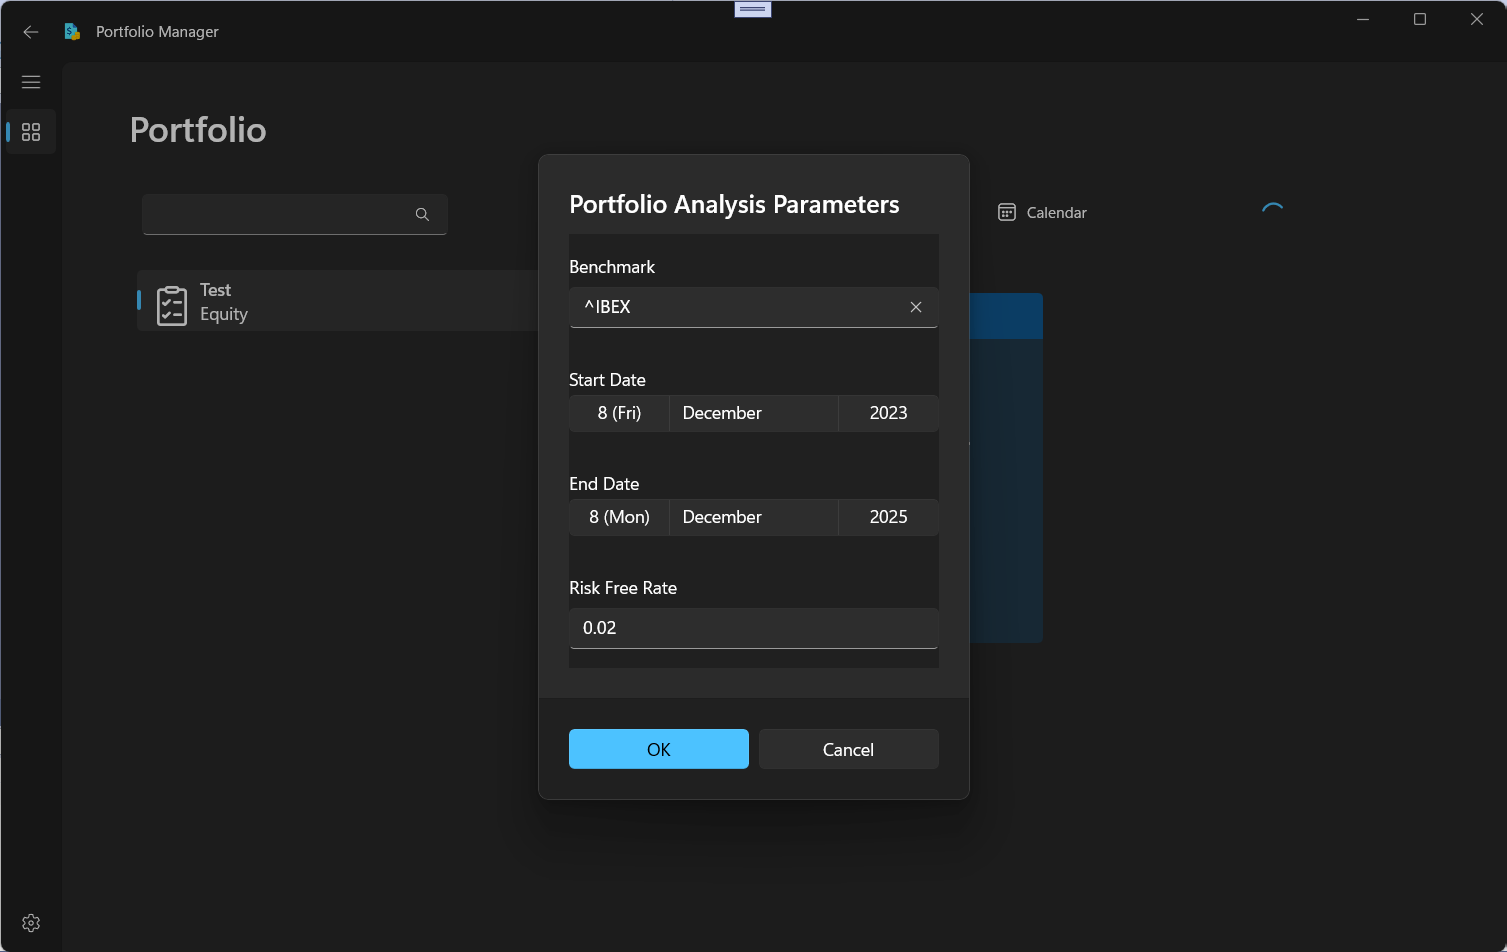 Portfolio Manager
Portfolio
Calendar
Test
Equity
Portfolio Analysis Parameters
Benchmark
^IBEX
Start Date
8 (Fri) December 2023
End Date
8 (Mon) December 2025
Risk Free Rate
0.02
OK Cancel